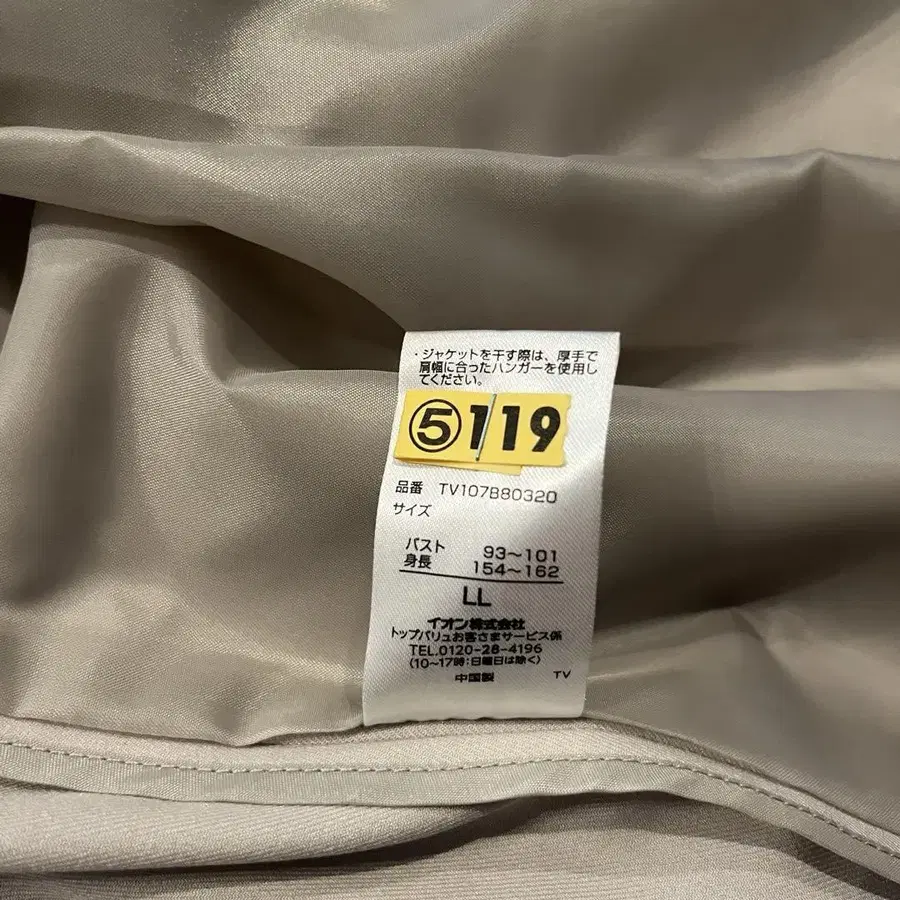 ・ジャケットを干す際は、厚手で
肩幅に合ったハンガーを使用し
てください。
⑤1119
品番 TV107B80320
サイズ
バスト 93~101
身長 154~162
LL
イオン株式会社
トップバリュお客さまサービス係
TEL.0120-28-4196
(10~17時:日曜日は除く)
中国製 TV